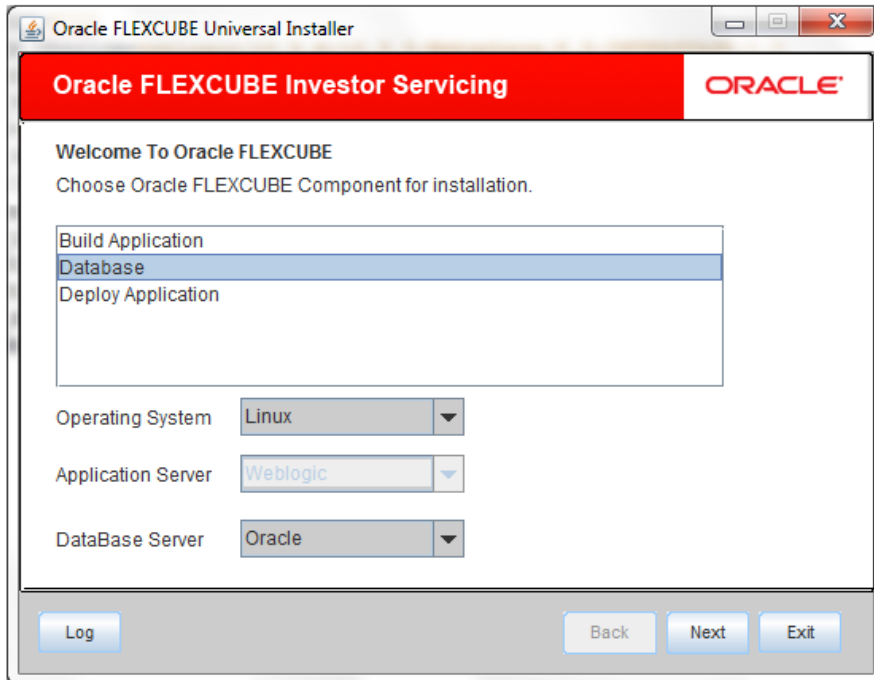 Oracle FLEXCUBE Universal Installer
Oracle FLEXCUBE Investor Servicing
ORACLE
Welcome To Oracle FLEXCUBE
Choose Oracle FLEXCUBE Component for installation.
Build Application
Database
Deploy Application
Operating System Linux
Application Server Weblogic
DataBase Server Oracle
Log Back Next Exit